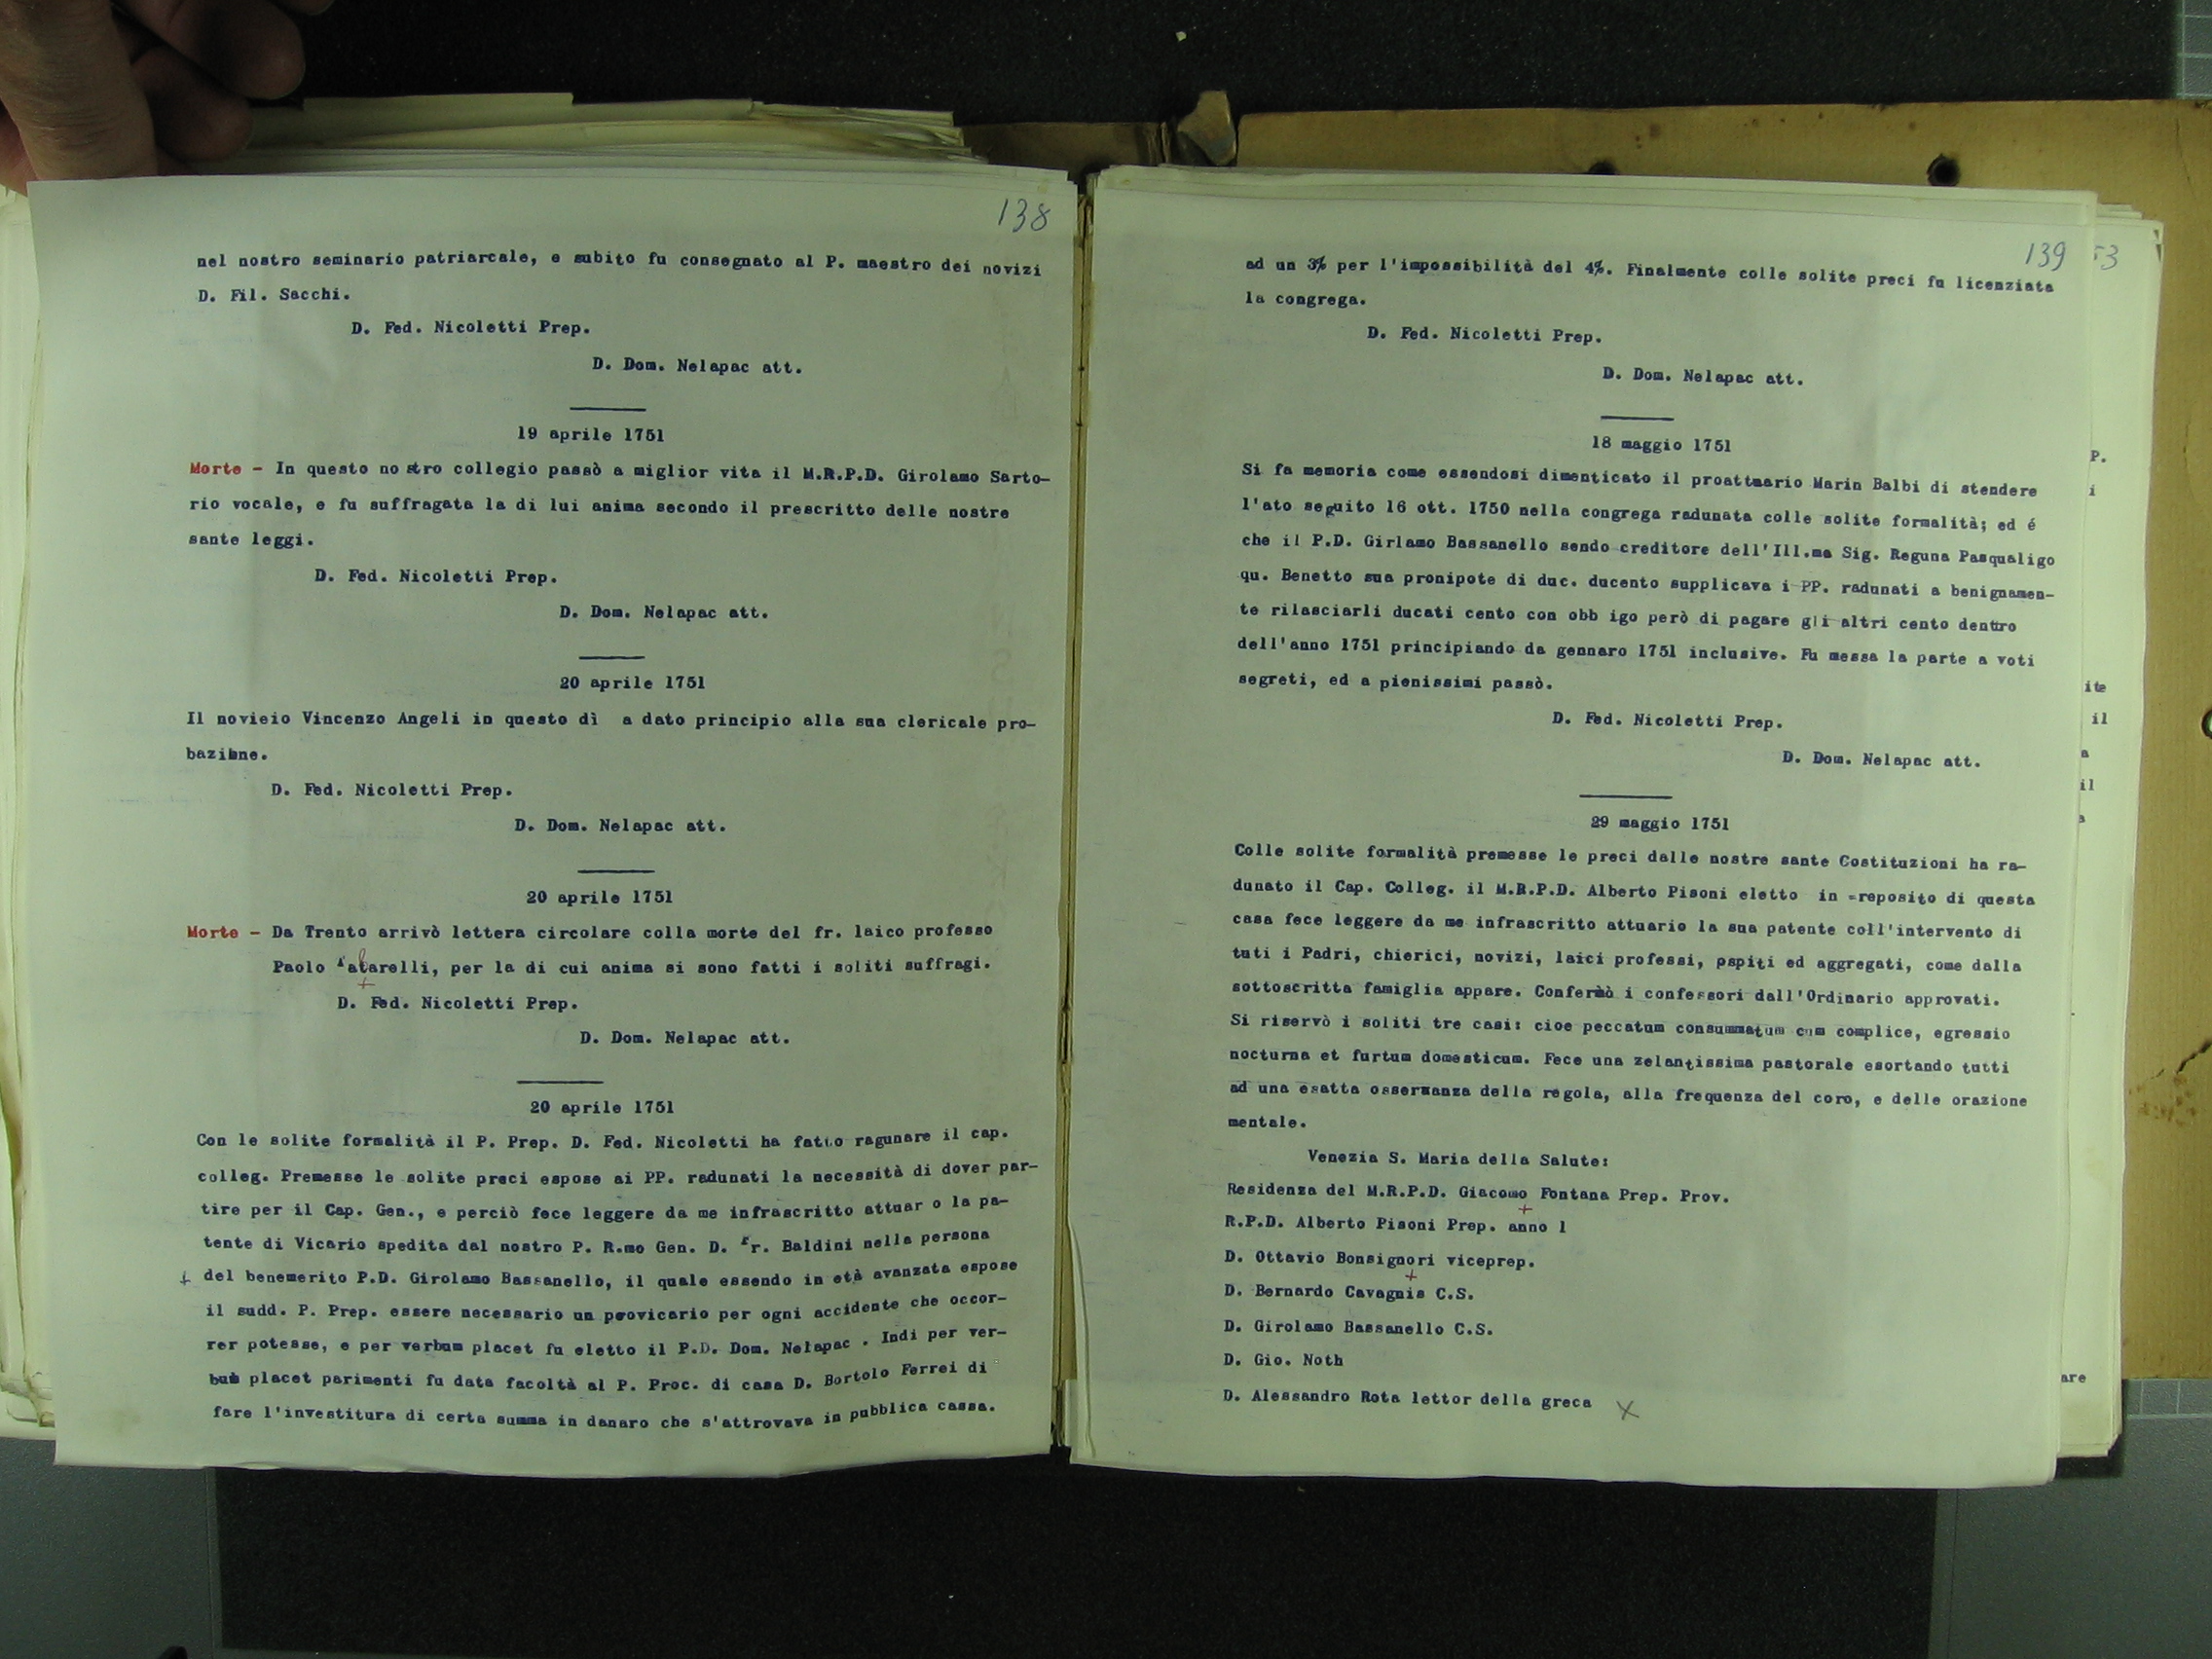 138
nel nostro seminario patriarcale, e subito fu consegnato al P. maestro dei novizi
D. Fil. Sacchi.
D. Fed. Nicoletti Prep.
D. Dom. Nelapac att.
19 aprile 1751
Morte - In questo nostro collegio passò a miglior vita il M.R.P.D. Girolamo Sarto-
rio vocale, e fu suffragata la di lui anima secondo il prescritto delle nostre
sante leggi.
D. Fed. Nicoletti Prep.
D. Dom. Nelapac att.
20 aprile 1751
Il novieio Vincenzo Angeli in questo dì a dato principio alla sua clericale pro-
bazione.
D. Fed. Nicoletti Prep.
D. Dom. Nelapac att.
20 aprile 1751
Morte - Da Trento arrivò lettera circolare colla morte del fr. laico professo
Paolo , per la di cui anima si sono fatti i soliti suffragi.
D. Fed. Nicoletti Prep.
D. Dom. Nelapac att.
20 aprile 1751
Con le solite formalità il P. Prep. D. Fed. Nicoletti ha fatto ragunare il cap.
colleg. Premesse le solite preci espose ai PP. radunati la necessità di dover par-
tire per il Cap. Gen., e perciò fece leggere da me infrascritto attuar o la pa-
tente di Vicario spedita dal nostro P. R.mo Gen. D. Fr. Baldini nella persona
+ del benemerito P.D. Girolamo Bassanello, il quale essendo in età avanzata espose
il sudd. P. Prep. essere necessario un provicario per ogni accidente che occor-
rer potesse, e per verbum placet fu eletto il P.D. Dom. Nelapac . Indi per ver-
bum placet parimenti fu data facoltà al P. Proc. di casa D. Bortolo Ferrei di
fare l'investitura di certa summa in danaro che s'attrovava in pubblica cassa.
139
53
ad un 3% per l'impossibilità del 4%. Finalmente colle solite preci fu licenziata
la congrega.
D. Fed. Nicoletti Prep.
D. Dom. Nelapac att.
18 maggio 1751
Si fa memoria come essendosi dimenticato il proattuario Marin Balbi di stendere
l'ato seguito 16 ott. 1750 nella congrega radunata colle solite formalità; ed é
che il P.D. Girlamo Bassanello sendo creditore dell'Ill.ma Sig. Reguna Pasqualigo
qu. Benetto sua pronipote di duc. ducento supplicava i PP. radunati a benignamen-
te rilasciarli ducati cento con obb igo però di pagare gli altri cento dentro
dell'anno 1751 principiando da gennaro 1751 inclusive. Fu messa la parte a voti
segreti, ed a pienissimi passò.
D. Fed. Nicoletti Prep.
D. Dom. Nelapac att.
29 maggio 1751
Colle solite formalità premesse le preci dalle nostre sante Costituzioni ha ra-
dunato il Cap. Colleg. il M.R.P.D. Alberto Pisoni eletto in =reposito di questa
casa fece leggere da me infrascritto attuario la sua patente coll'intervento di
tuti i Padri, chierici, novizi, laici professi, pspiti ed aggregati, come dalla
sottoscritta famiglia appare. Confermò i confessori dall'Ordinario approvati.
Si riservò i soliti tre casi: cioe peccatum consummatum cum complice, egressio
nocturna et furtum domesticum. Fece una zelantissima pastorale esortando tutti
ad una esatta osservanza della regola, alla frequenza del coro, e delle orazione
mentale.
Venezia S. Maria della Salute:
Residenza del M.R.P.D. Giacomo Fontana Prep. Prov.
R.P.D. Alberto Pisoni Prep. anno 1
D. Ottavio Bonsignori viceprep.
D. Bernardo Cavagnis C.S.
D. Girolamo Bassanello C.S.
D. Gio. Noth
D. Alessandro Rota lettor della greca X